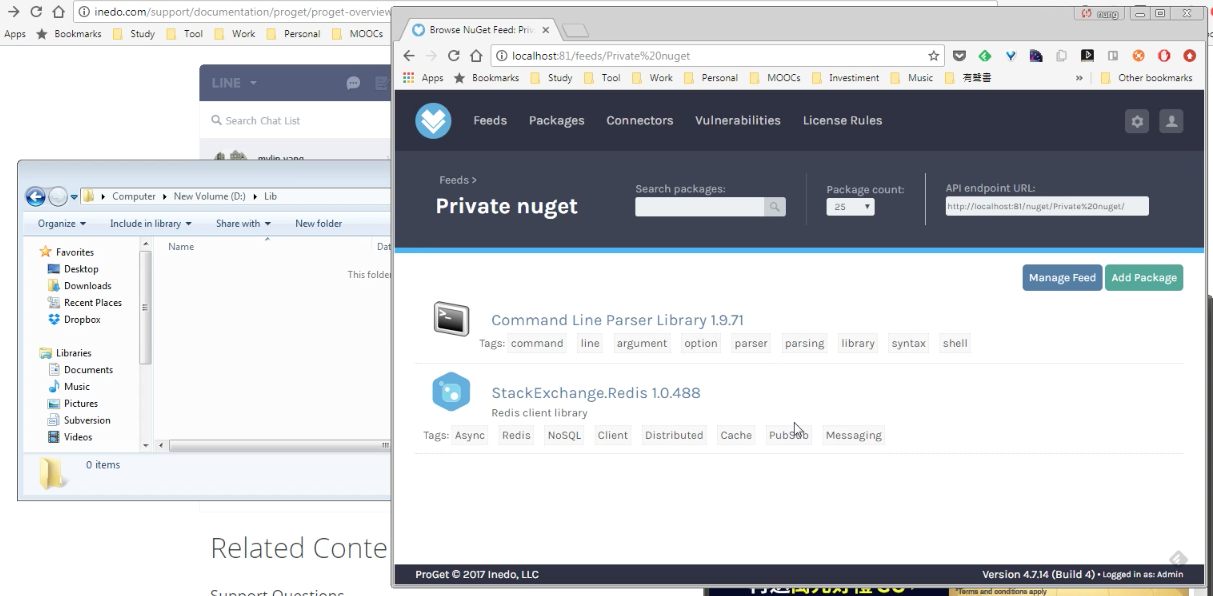 inedo.com/support/documentation/proget/proget-overview
Apps Bookmarks Study Tool Work Personal MOOCs
LINE
Search Chat List
mulin yang
Computer New Volume (D:) Lib
Organize Include in library Share with New folder
Favorites
Desktop
Downloads
Recent Places
Dropbox
Libraries
Documents
Music
Pictures
Subversion
Videos
Name Dat
This folder
0 items
Related Conte
Support Questions
nung
Browse NuGet Feed: Priv
localhost:81/feeds/Private%20nuget
Apps Bookmarks Study Tool Work Personal MOOCs Investiment Music 有聲書 » Other bookmarks
Feeds Packages Connectors Vulnerabilities License Rules
Feeds >
Private nuget
Search packages:
Package count:
25
API endpoint URL:
http://localhost:81/nuget/Private%20nuget/
Manage Feed Add Package
Command Line Parser Library 1.9.71
Tags: command line argument option parser parsing library syntax shell
StackExchange.Redis 1.0.488
Redis client library
Tags: Async Redis NoSQL Client Distributed Cache PubSub Messaging
ProGet © 2017 Inedo, LLC
Version 4.7.14 (Build 4) • Logged in as: Admin
*Terms and conditions apply